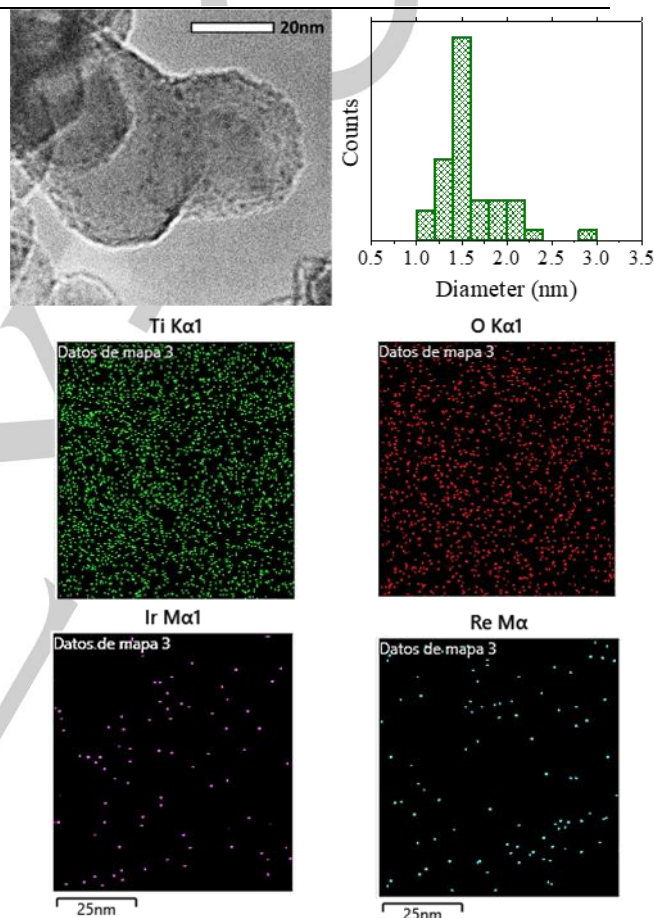 20nm
Counts
0.5 1.0 1.5 2.0 2.5 3.0 3.5
Diameter (nm)
Ti Kα1
O Kα1
Datos de mapa 3
Datos de mapa 3
Ir Mα1
Re Mα
Datos de mapa 3
Datos de mapa 3
25nm
25nm